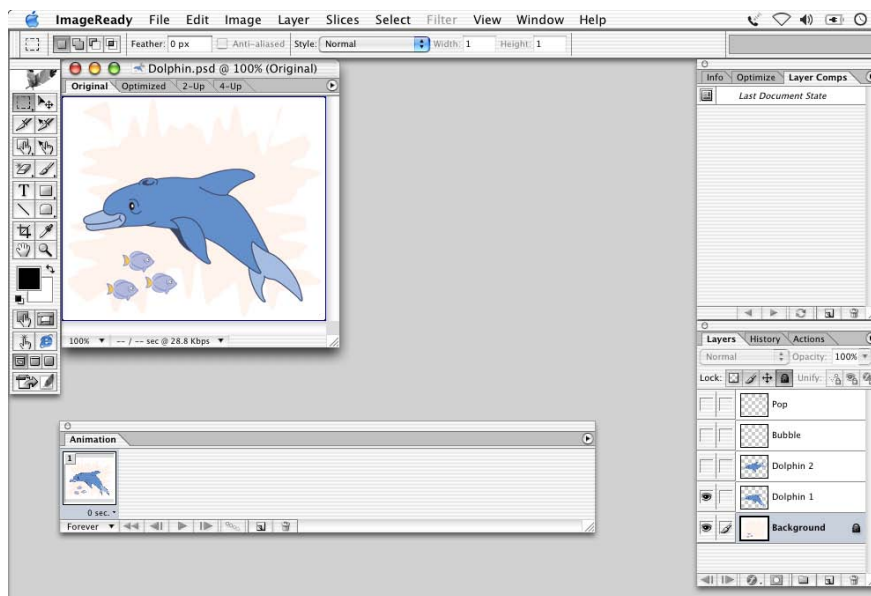 ImageReady File Edit Image Layer Slices Select Filter View Window Help
Feather: 0 px Anti-aliased Style: Normal Width: 1 Height: 1
Dolphin.psd @ 100% (Original)
Original Optimized 2-Up 4-Up
100% -- / -- sec @ 28.8 Kbps
Animation
1
0 sec.
Forever
Info Optimize Layer Comps
Last Document State
Layers History Actions
Normal Opacity: 100%
Lock: Unify:
Pop
Bubble
Dolphin 2
Dolphin 1
Background
T